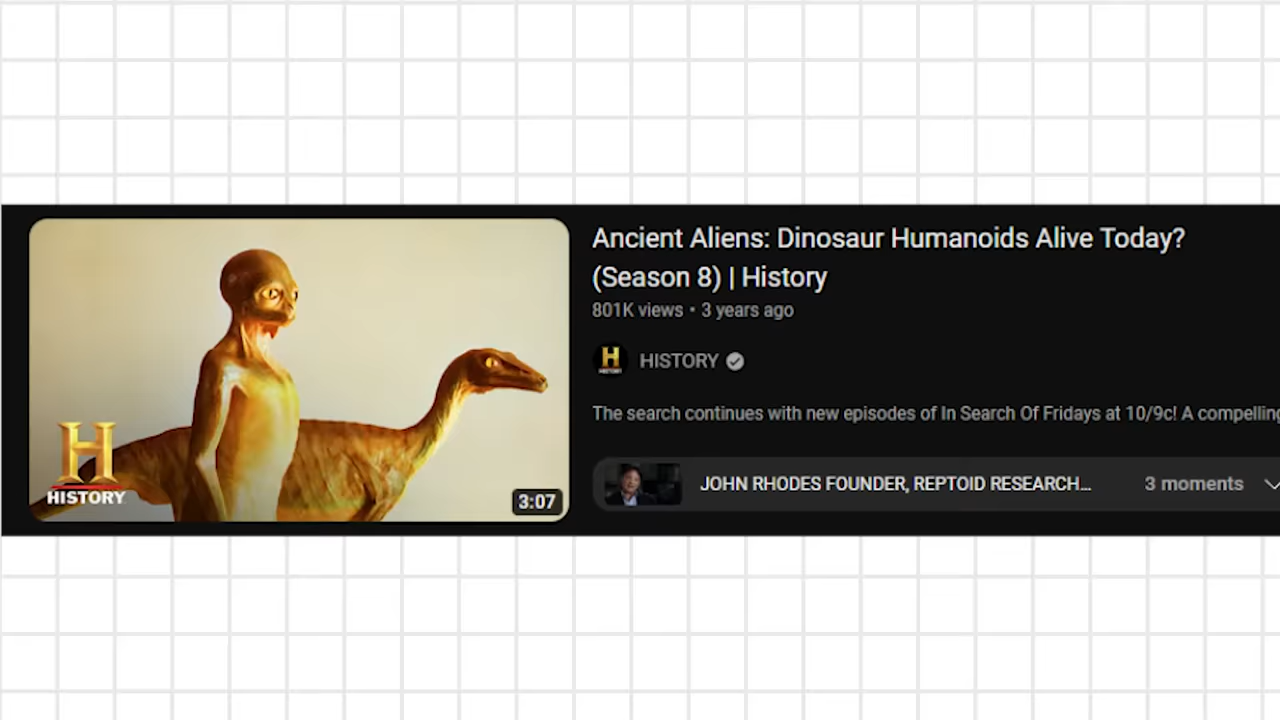 Ancient Aliens: Dinosaur Humanoids Alive Today?
(Season 8) | History
801K views • 3 years ago
H
HISTORY
HISTORY
The search continues with new episodes of In Search Of Fridays at 10/9c! A compelling
H
HISTORY
3:07
JOHN RHODES FOUNDER, REPTOID RESEARCH...
3 moments